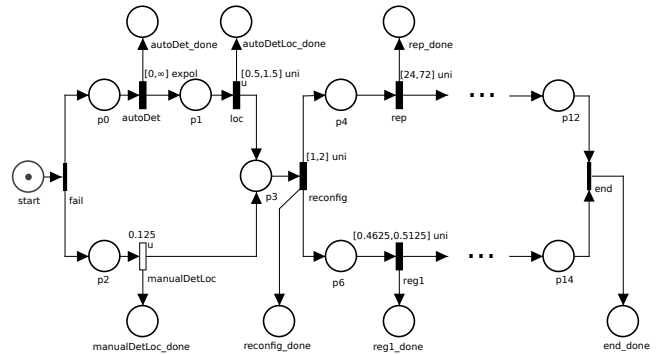 autoDet_done
autoDetLoc_done
rep_done
[0,∞] expol
[0.5,1.5] uni
u
[24,72] uni
p0
autoDet
p1
loc
p4
rep
...
p12
[1,2] uni
start
fail
p3
reconfig
end
0.125
u
[0.4625,0.5125] uni
p2
manualDetLoc
p6
reg1
...
p14
manualDetLoc_done
reconfig_done
reg1_done
end_done